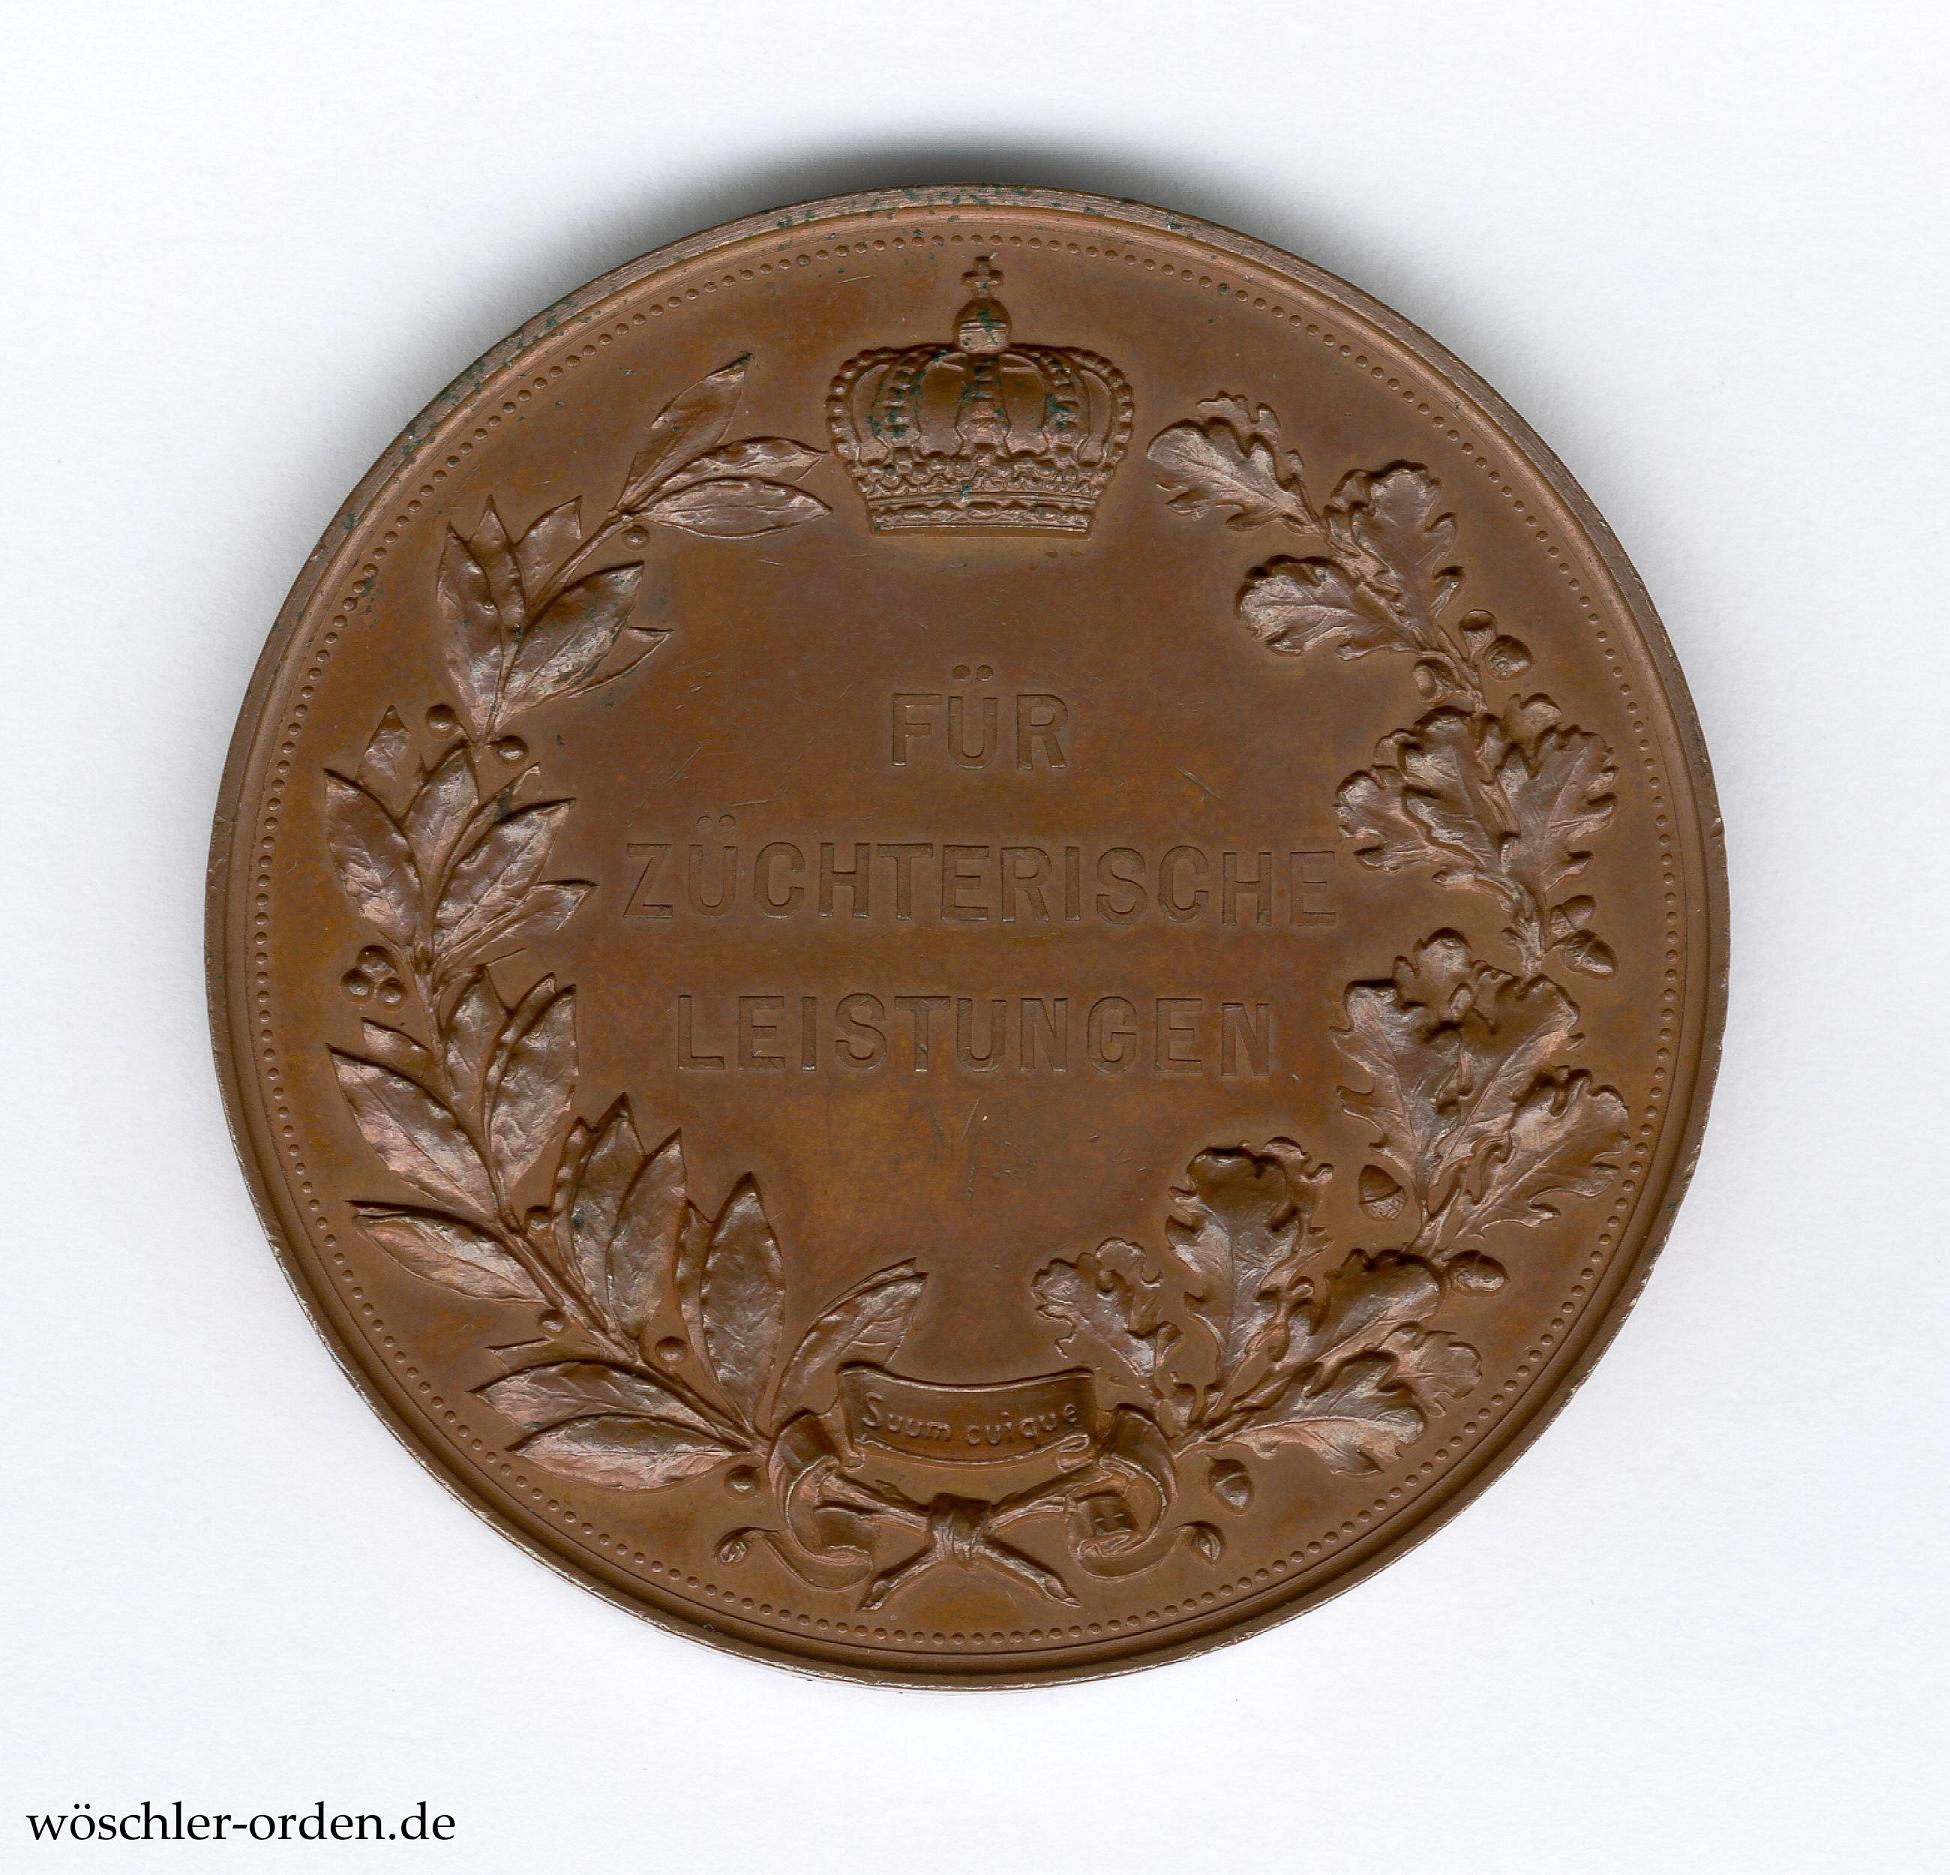 FÜR
ZÜCHTERISCHE
LEISTUNGEN
Suum cuique
wöschler-orden.de